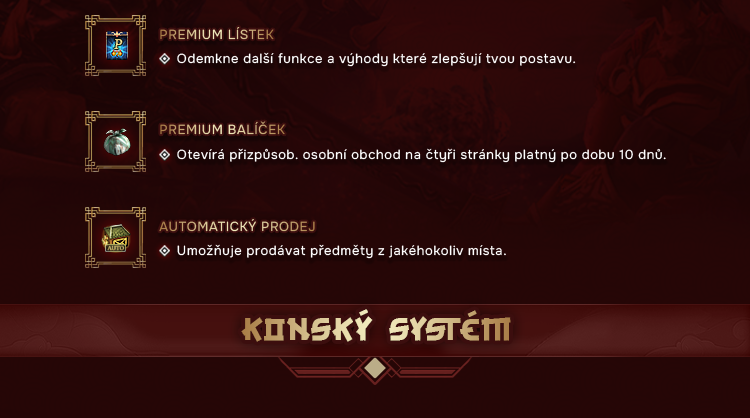 PREMIUM LÍSTEK
Odemkne další funkce a výhody které zlepšují tvou postavu.
PREMIUM BALÍČEK
Otevírá přizpůsob. osobní obchod na čtyři stránky platný po dobu 10 dnů.
AUTOMATICKÝ PRODEJ
Umožňuje prodávat předměty z jakéhokoliv místa.
AUTO
KONSKÝ SYSTÉM